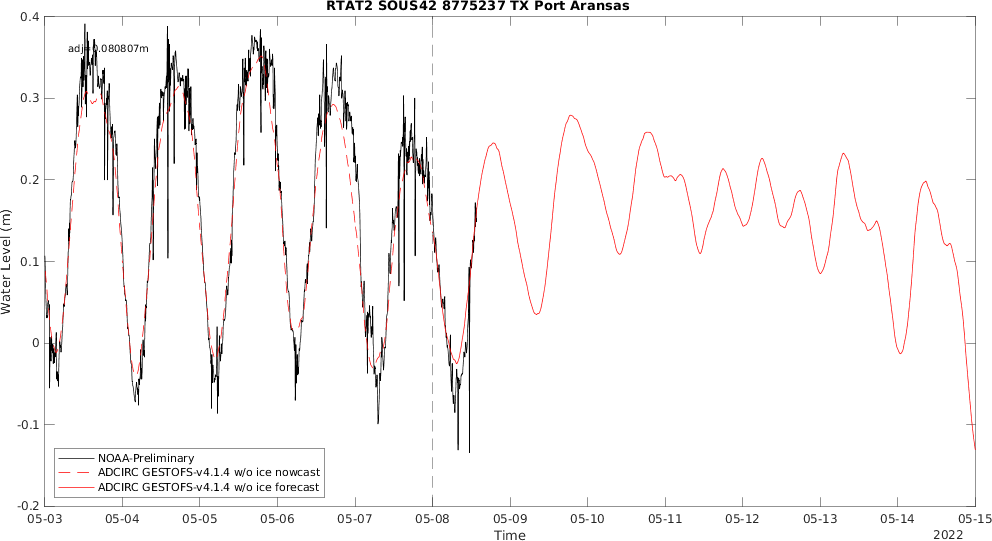 RTAT2 SOUS42 8775237 TX Port Aransas
adj=0.080807m
Water Level (m)
0.4
0.3
0.2
0.1
0
-0.1
-0.2
NOAA-Preliminary
ADCIRC GESTOFS-v4.1.4 w/o ice nowcast
ADCIRC GESTOFS-v4.1.4 w/o ice forecast
05-03 05-04 05-05 05-06 05-07 05-08 05-09 05-10 05-11 05-12 05-13 05-14 05-15
Time
2022